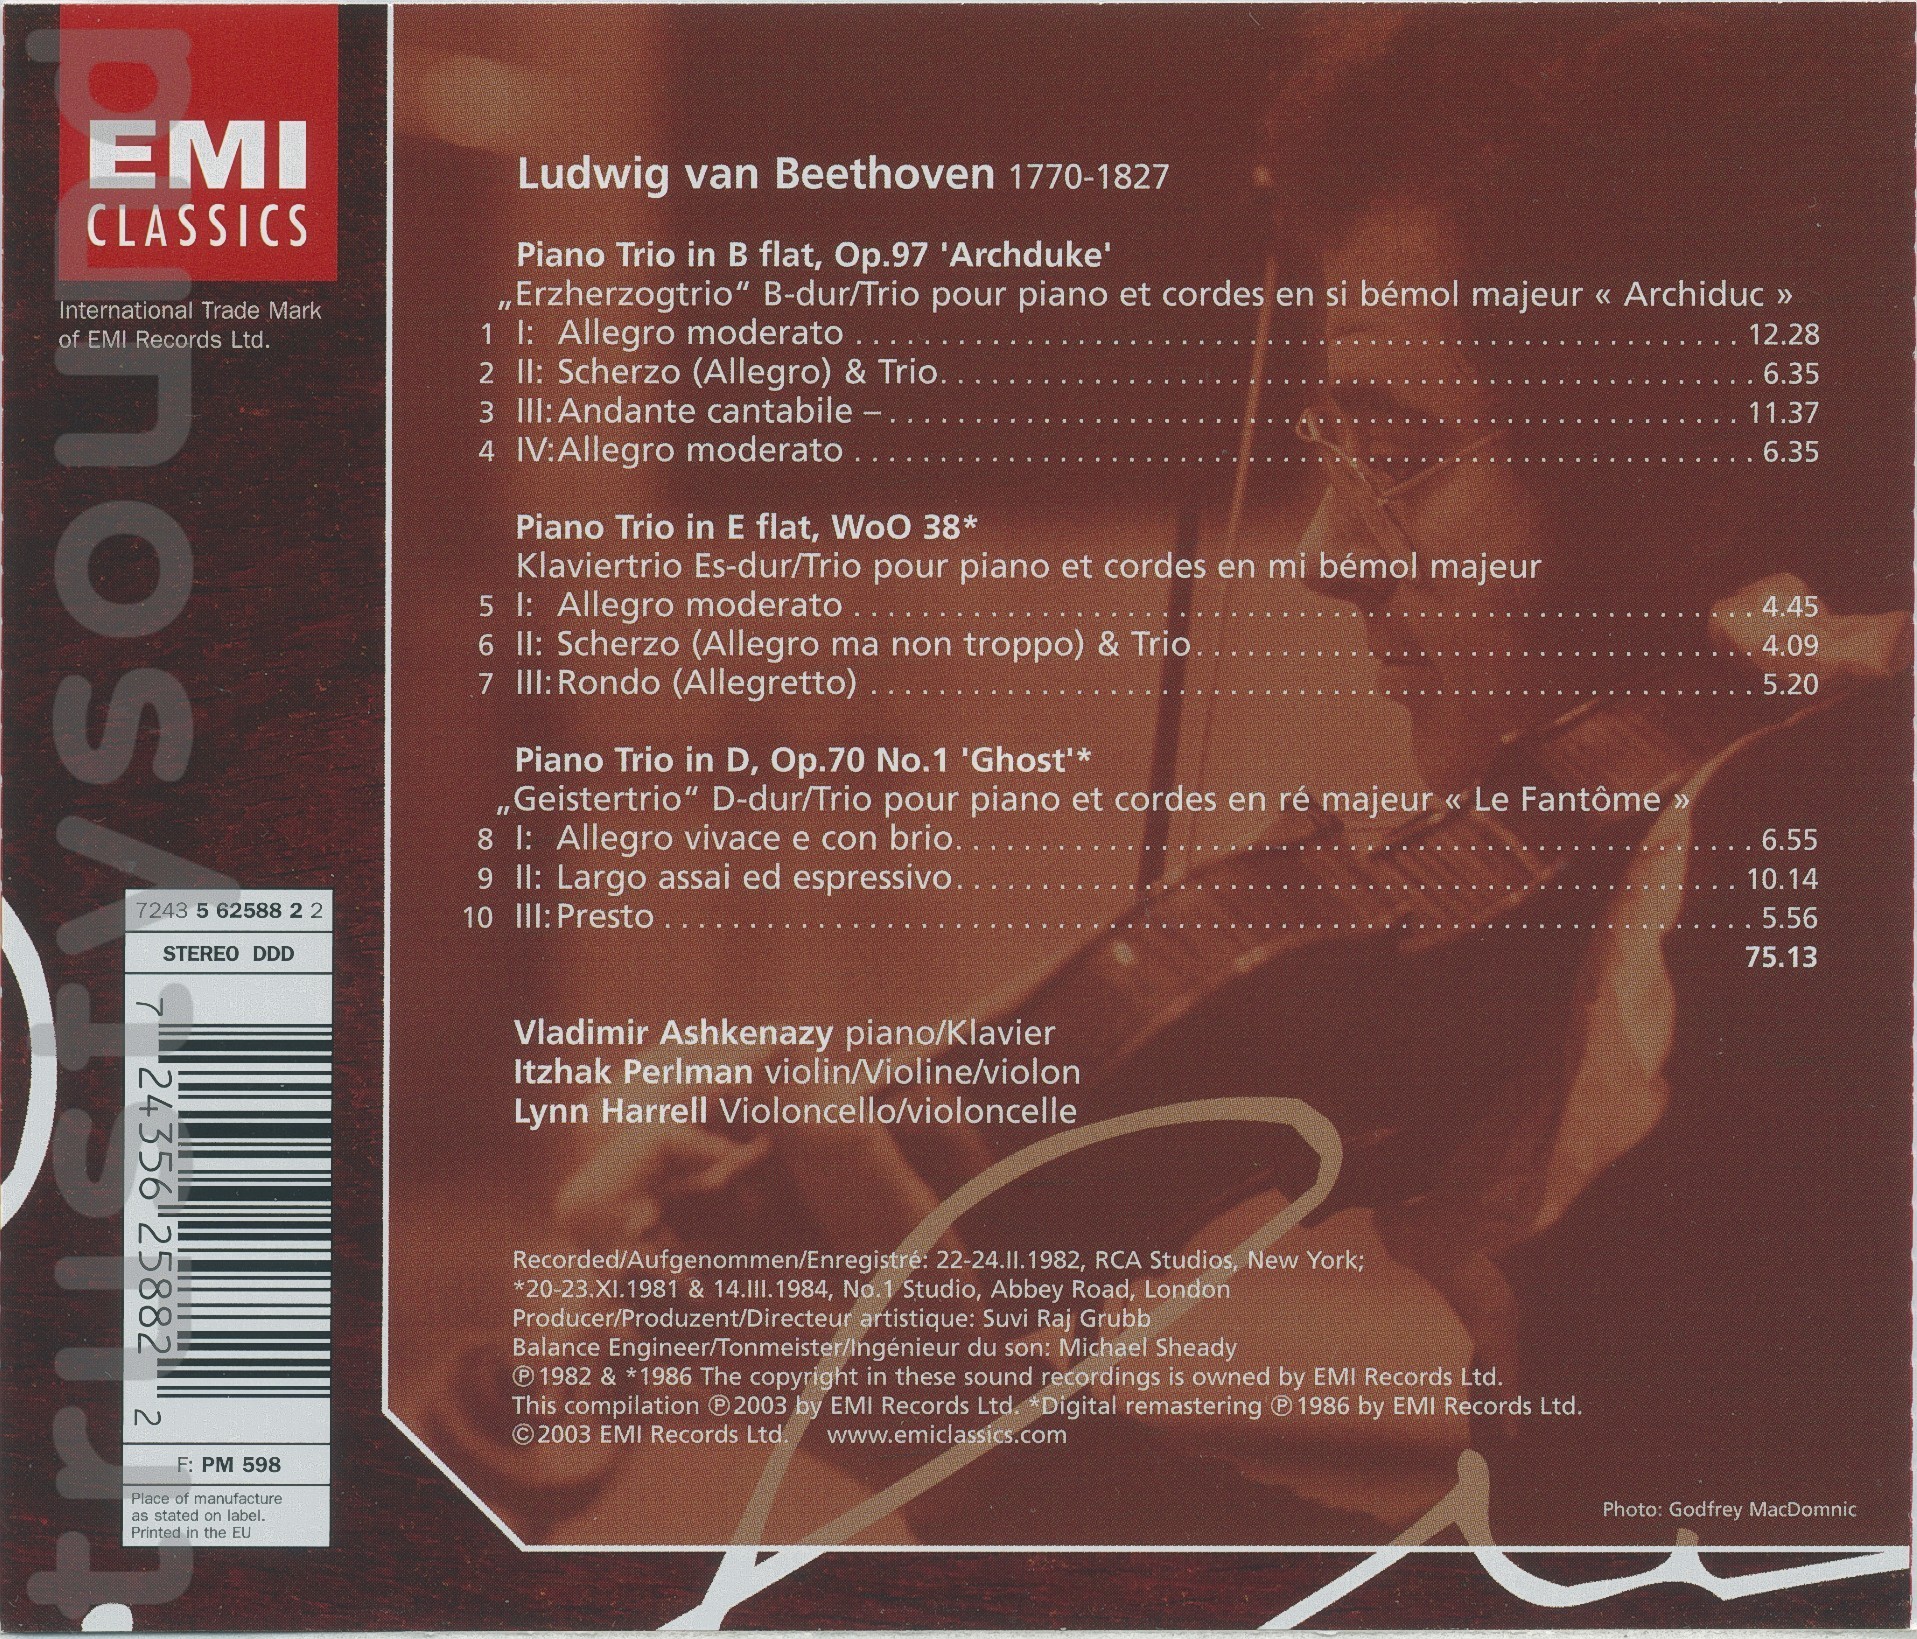 EMI
CLASSICS
International Trade Mark
of EMI Records Ltd.
Ludwig van Beethoven 1770-1827
Piano Trio in B flat, Op.97 'Archduke'
„Erzherzogtrio“ B-dur/Trio pour piano et cordes en si bémol majeur « Archiduc »
1 I: Allegro moderato 12.28
2 II: Scherzo (Allegro) & Trio 6.35
3 III: Andante cantabile – 11.37
4 IV: Allegro moderato 6.35
Piano Trio in E flat, WoO 38*
Klaviertrio Es-dur/Trio pour piano et cordes en mi bémol majeur
5 I: Allegro moderato 4.45
6 II: Scherzo (Allegro ma non troppo) & Trio 4.09
7 III: Rondo (Allegretto) 5.20
Piano Trio in D, Op.70 No.1 'Ghost'*
„Geistertrio“ D-dur/Trio pour piano et cordes en ré majeur « Le Fantôme »
8 I: Allegro vivace e con brio 6.55
9 II: Largo assai ed espressivo 10.14
10 III: Presto 5.56
75.13
Vladimir Ashkenazy piano/Klavier
Itzhak Perlman violin/Violine/violon
Lynn Harrell Violoncello/violoncelle
Recorded/Aufgenommen/Enregistré: 22-24.II.1982, RCA Studios, New York;
*20-23.XI.1981 & 14.III.1984, No.1 Studio, Abbey Road, London
Producer/Produzent/Directeur artistique: Suvi Raj Grubb
Balance Engineer/Tonmeister/Ingénieur du son: Michael Sheady
℗ 1982 & *1986 The copyright in these sound recordings is owned by EMI Records Ltd.
This compilation ℗ 2003 by EMI Records Ltd. *Digital remastering ℗ 1986 by EMI Records Ltd.
© 2003 EMI Records Ltd. www.emiclassics.com
Photo: Godfrey MacDomnic
7243 5 62588 2 2
STEREO DDD
7 24356 25882 2
F: PM 598
Place of manufacture
as stated on label.
Printed in the EU
trustysound